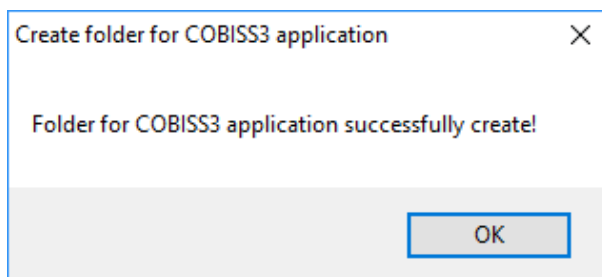 Create folder for COBISS3 application
Folder for COBISS3 application successfully create!
OK